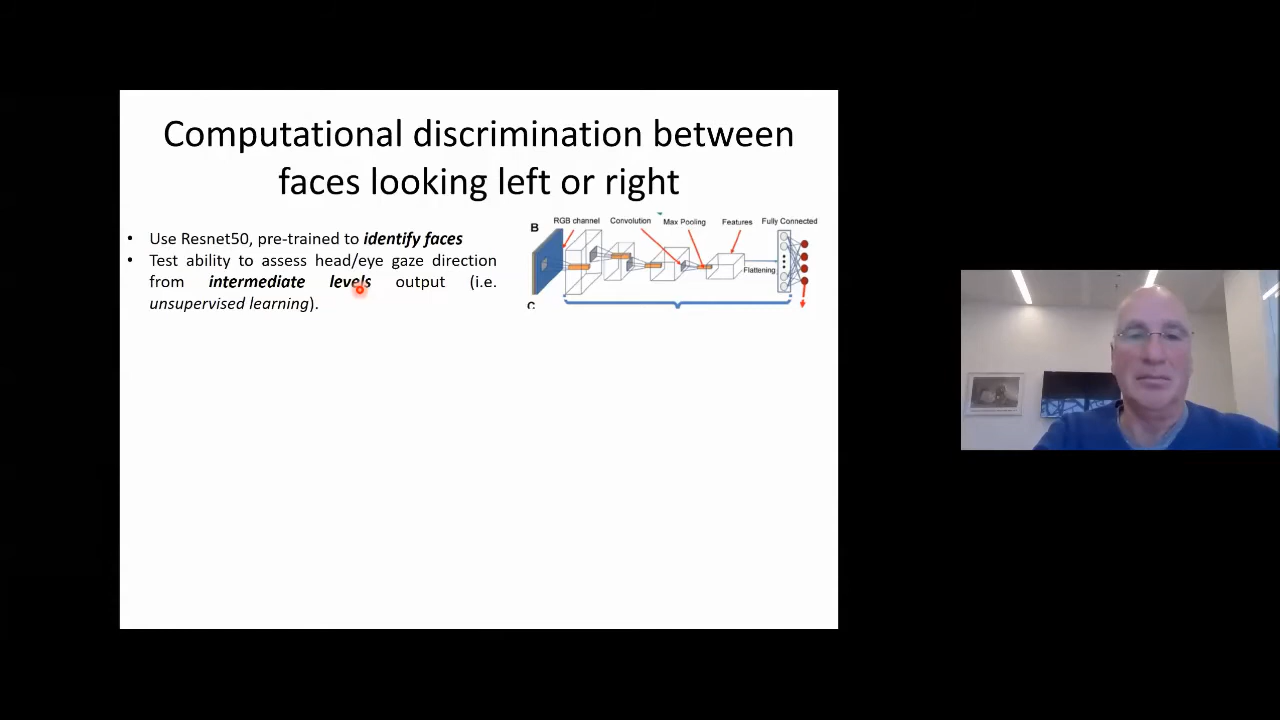 Computational discrimination between
faces looking left or right
• Use Resnet50, pre-trained to identify faces
• Test ability to assess head/eye gaze direction
from intermediate levels output (i.e.
unsupervised learning).
B
RGB channel
Convolution
Max Pooling
Features
Fully Connected
Flattening
C